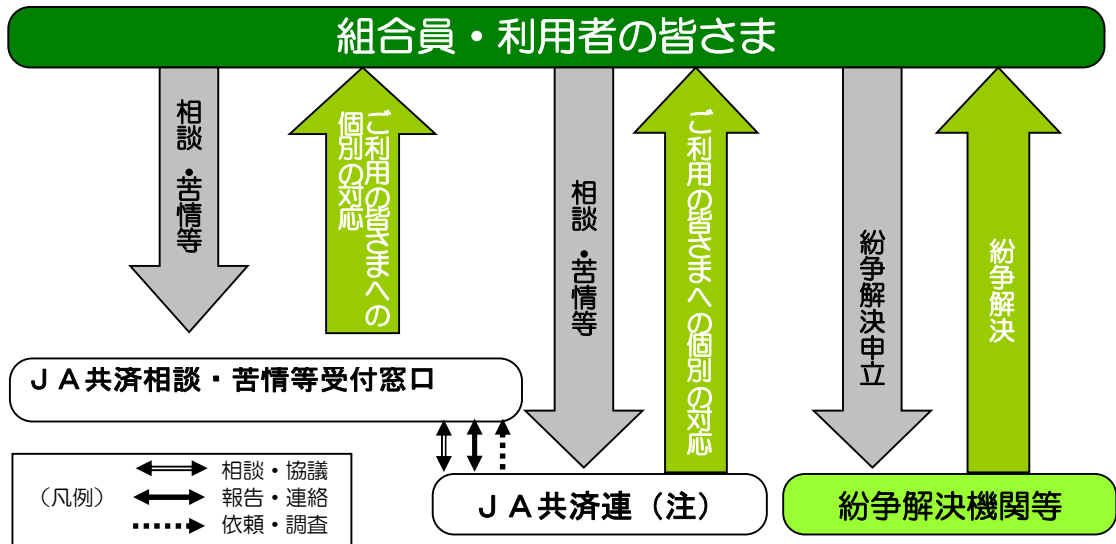 組合員・利用者の皆さま
相談・苦情等
ご利用の皆さまへの
個別の対応
相談・苦情等
ご利用の皆さまへの個別の対応
紛争解決申立
紛争解決
ＪＡ共済相談・苦情等受付窓口
（凡例）
相談・協議
報告・連絡
依頼・調査
ＪＡ共済連（注）
紛争解決機関等